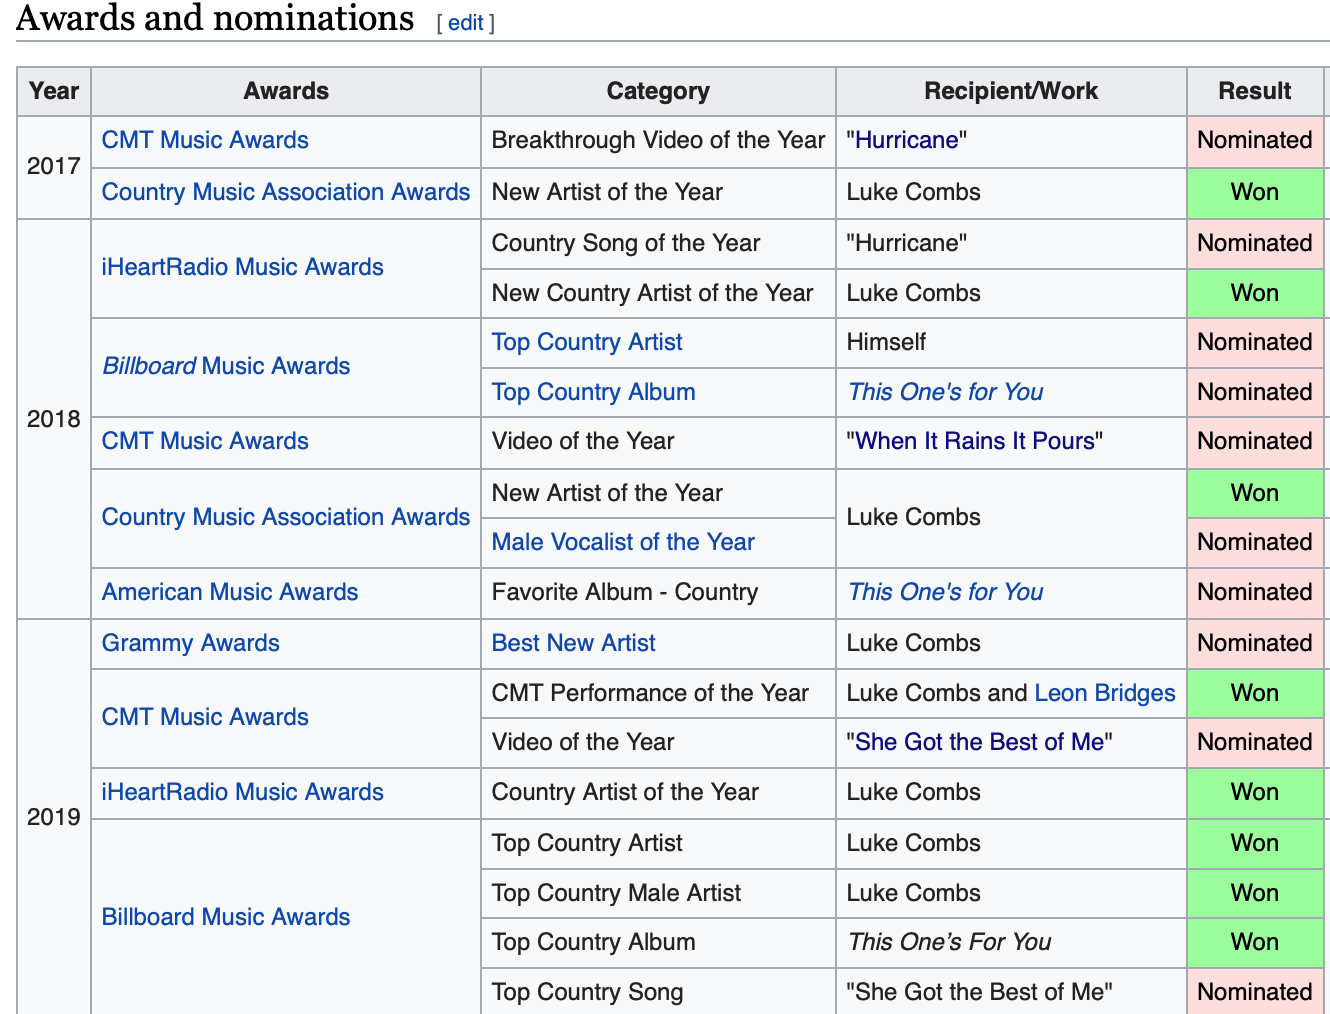 Awards and nominations [ edit ]
Year Awards Category Recipient/Work Result
2017 CMT Music Awards Breakthrough Video of the Year "Hurricane" Nominated
Country Music Association Awards New Artist of the Year Luke Combs Won
2018 iHeartRadio Music Awards Country Song of the Year "Hurricane" Nominated
New Country Artist of the Year Luke Combs Won
Billboard Music Awards Top Country Artist Himself Nominated
Top Country Album This One's for You Nominated
CMT Music Awards Video of the Year "When It Rains It Pours" Nominated
Country Music Association Awards New Artist of the Year Luke Combs Won
Male Vocalist of the Year Nominated
American Music Awards Favorite Album - Country This One's for You Nominated
2019 Grammy Awards Best New Artist Luke Combs Nominated
CMT Music Awards CMT Performance of the Year Luke Combs and Leon Bridges Won
Video of the Year "She Got the Best of Me" Nominated
iHeartRadio Music Awards Country Artist of the Year Luke Combs Won
Billboard Music Awards Top Country Artist Luke Combs Won
Top Country Male Artist Luke Combs Won
Top Country Album This One’s For You Won
Top Country Song "She Got the Best of Me" Nominated